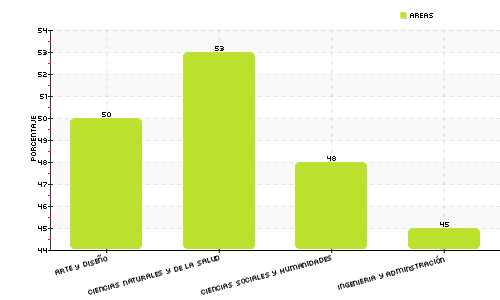 AREAS
PORCENTAJE
54
53
52
51
50
49
48
47
46
45
44
50
53
48
45
ARTE Y DISEÑO
CIENCIAS NATURALES Y DE LA SALUD
CIENCIAS SOCIALES Y HUMANIDADES
INGENIERIA Y ADMINSTRACIÓN